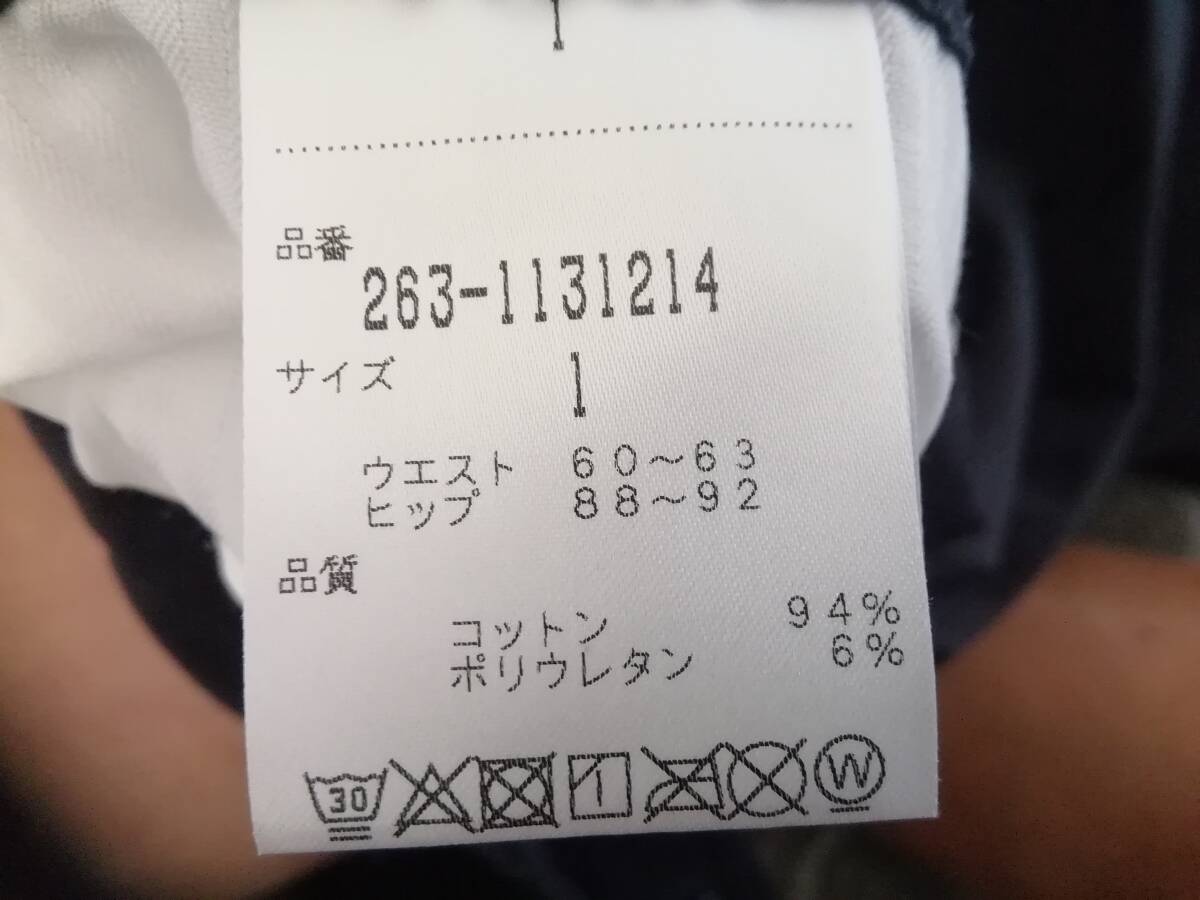 1
品番
263-1131214
サイズ 1
ウエスト 60～63
ヒップ 88～92
品質
コットン 94%
ポリウレタン 6%
30 W